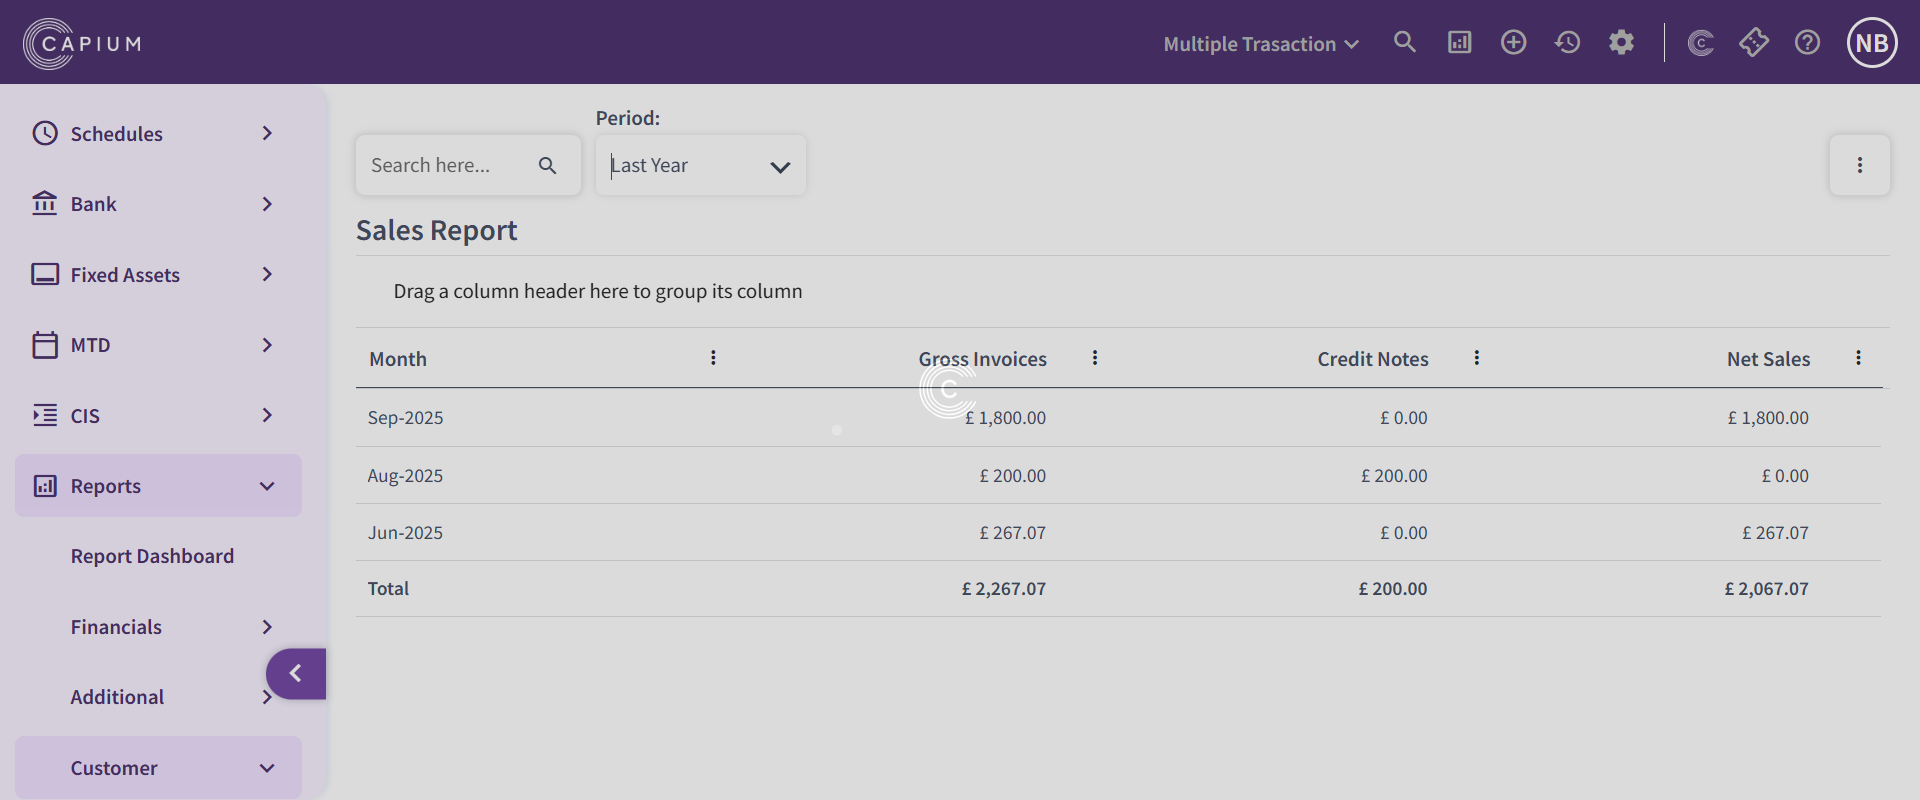 CAPIUM
Multiple Trasaction
C
NB
Schedules
Bank
Fixed Assets
MTD
CIS
Reports
Report Dashboard
Financials
Additional
Customer
Period:
Search here...
Last Year
Sales Report
Drag a column header here to group its column
Month Gross Invoices Credit Notes Net Sales
C
Sep-2025 £ 1,800.00 £ 0.00 £ 1,800.00
Aug-2025 £ 200.00 £ 200.00 £ 0.00
Jun-2025 £ 267.07 £ 0.00 £ 267.07
Total £ 2,267.07 £ 200.00 £ 2,067.07